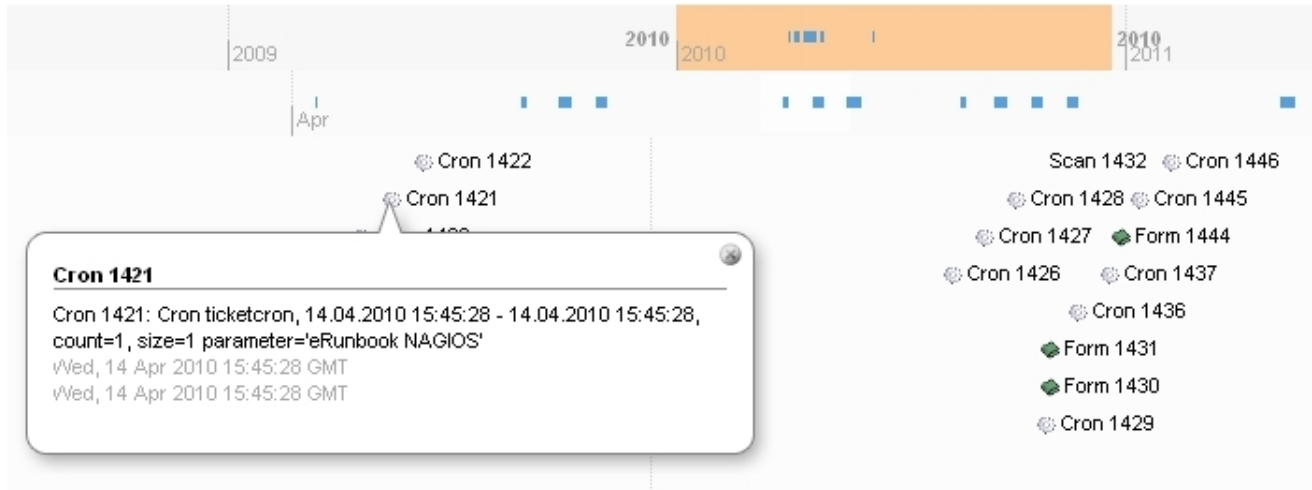 2010 2010
2009 2010 2011
Apr
Cron 1422 Scan 1432 Cron 1446
Cron 1421 Cron 1428 Cron 1445
Cron 1427 Form 1444
Cron 1426 Cron 1437
Cron 1436
Form 1431
Form 1430
Cron 1429
Cron 1421
Cron 1421: Cron ticketcron, 14.04.2010 15:45:28 - 14.04.2010 15:45:28,
count=1, size=1 parameter='eRunbook NAGIOS'
Wed, 14 Apr 2010 15:45:28 GMT
Wed, 14 Apr 2010 15:45:28 GMT